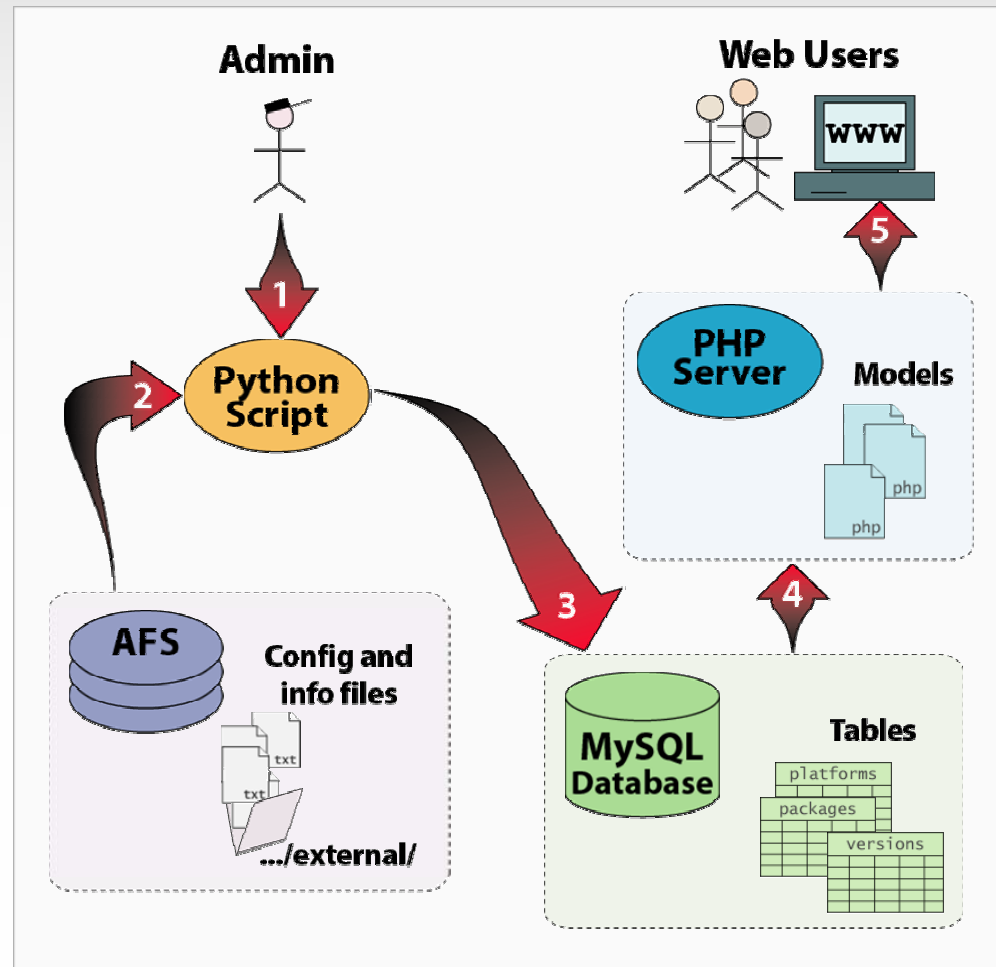 Admin
Web Users
WWW
5
1
PHP
Server
Models
php
php
2
Python
Script
3
4
AFS
Config and
info files
txt
txt
.../external/
MySQL
Database
Tables
platforms
packages
versions